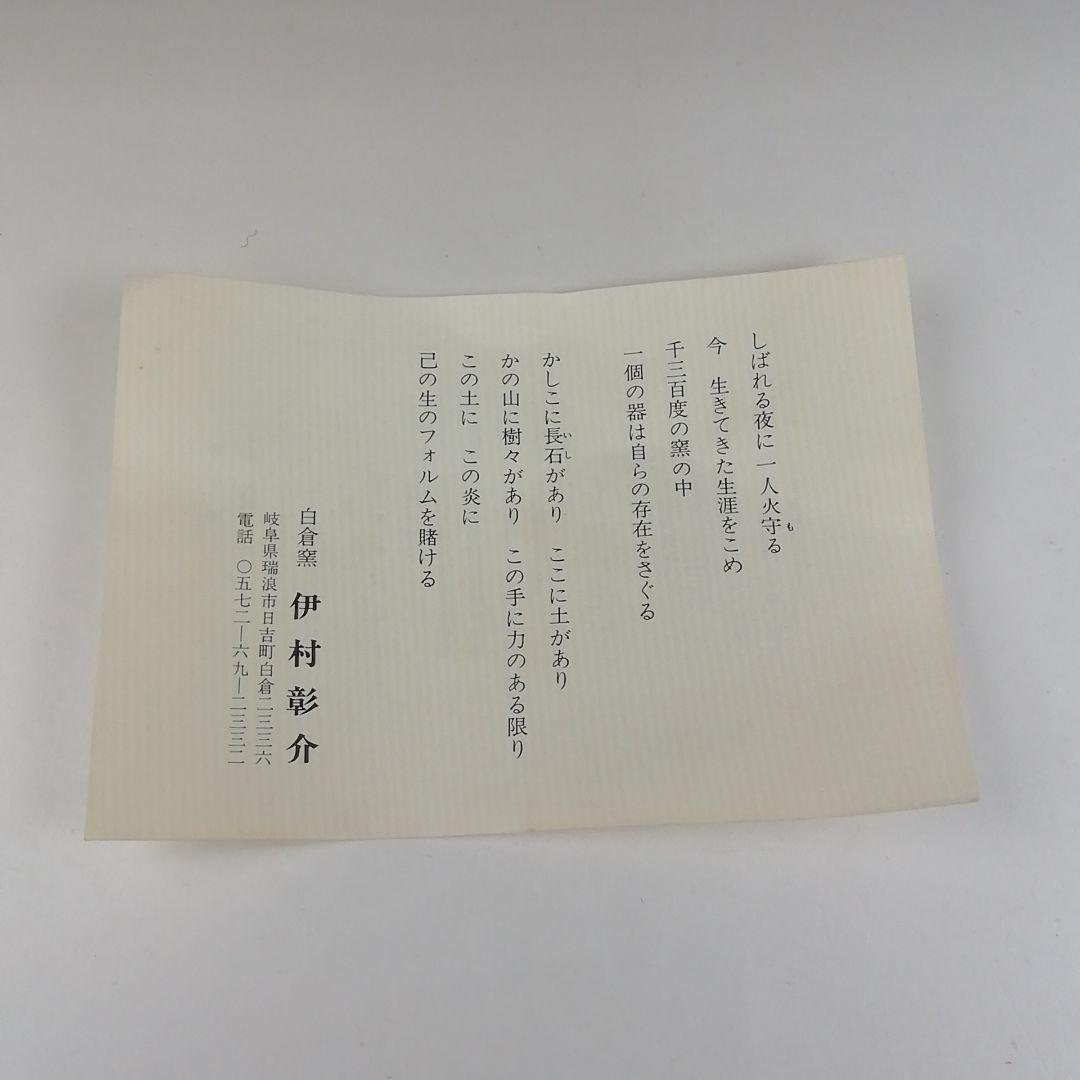 しばれる夜に 一人火守る
今 生きてきた生涯をこめ
千三百度の窯の中
一個の器は自らの存在をさぐる
かしこに長石があり ここに土があり
かの山に樹々があり この手に力のある限り
この土に この炎に
己の生のフォルムを賭ける
白倉窯 伊村彰介
岐阜県瑞浪市日吉町白倉二三三六
電話 〇五七二―六九―二三三二